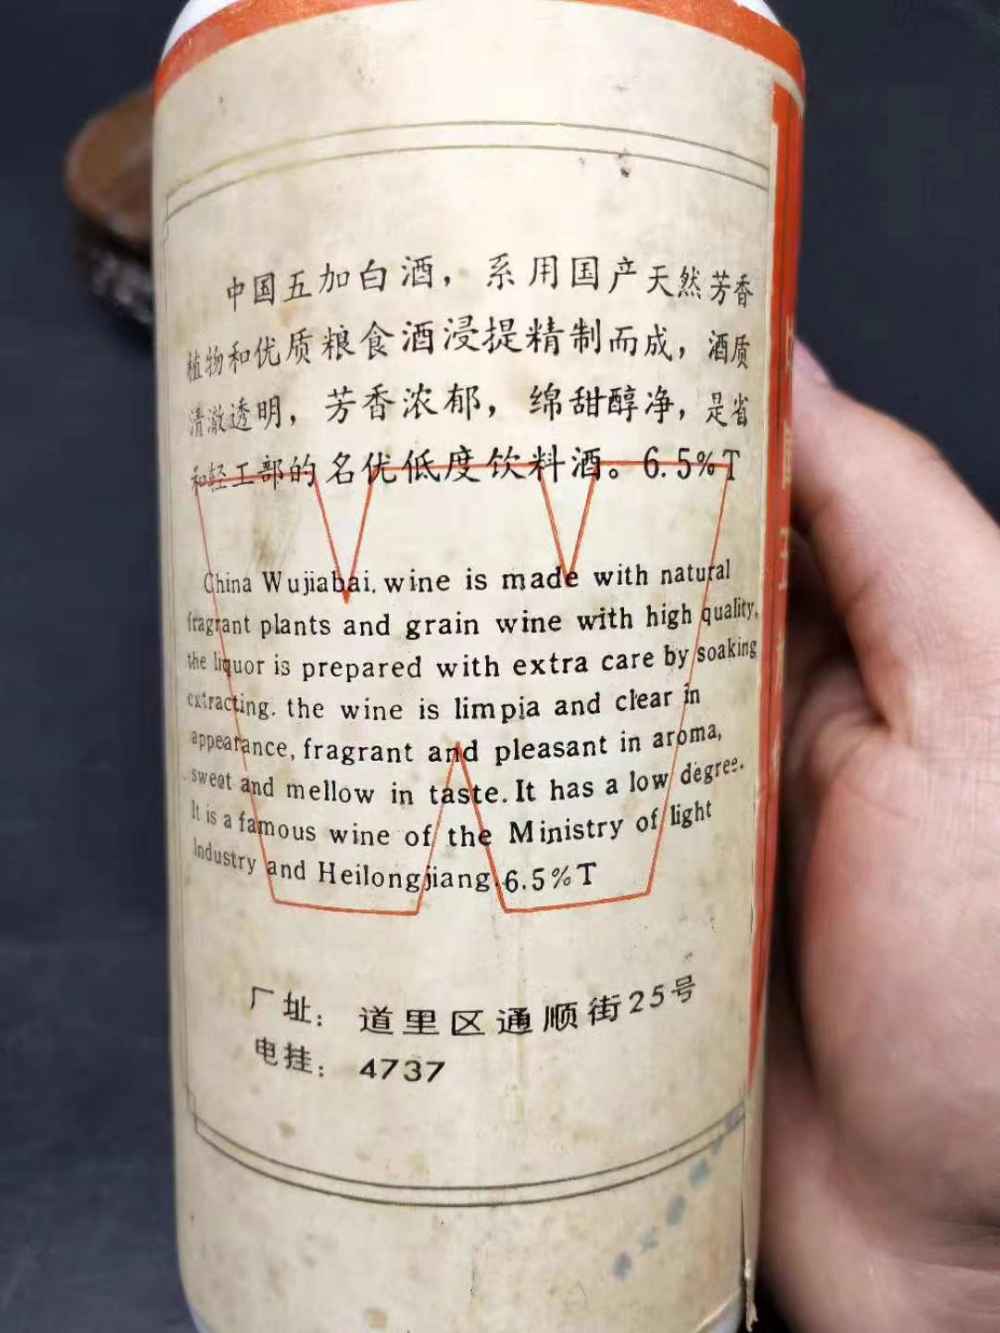 中国五加白酒，系用国产天然芳香
植物和优质粮食酒浸提精制而成，酒质
清澈透明，芳香浓郁，绵甜醇净，是省
和轻工部的名优低度饮料酒。6.5%T
China Wujiabai. wine is made with natural
fragrant plants and grain wine with high quality,
the liquor is prepared with extra care by soaking
extracting. the wine is limpia and clear in
appearance, fragrant and pleasant in aroma,
sweet and mellow in taste. It has a low degree.
It is a famous wine of the Ministry of light
Industry and Heilongjiang. 6.5%T
厂址：道里区通顺街25号
电挂：4737